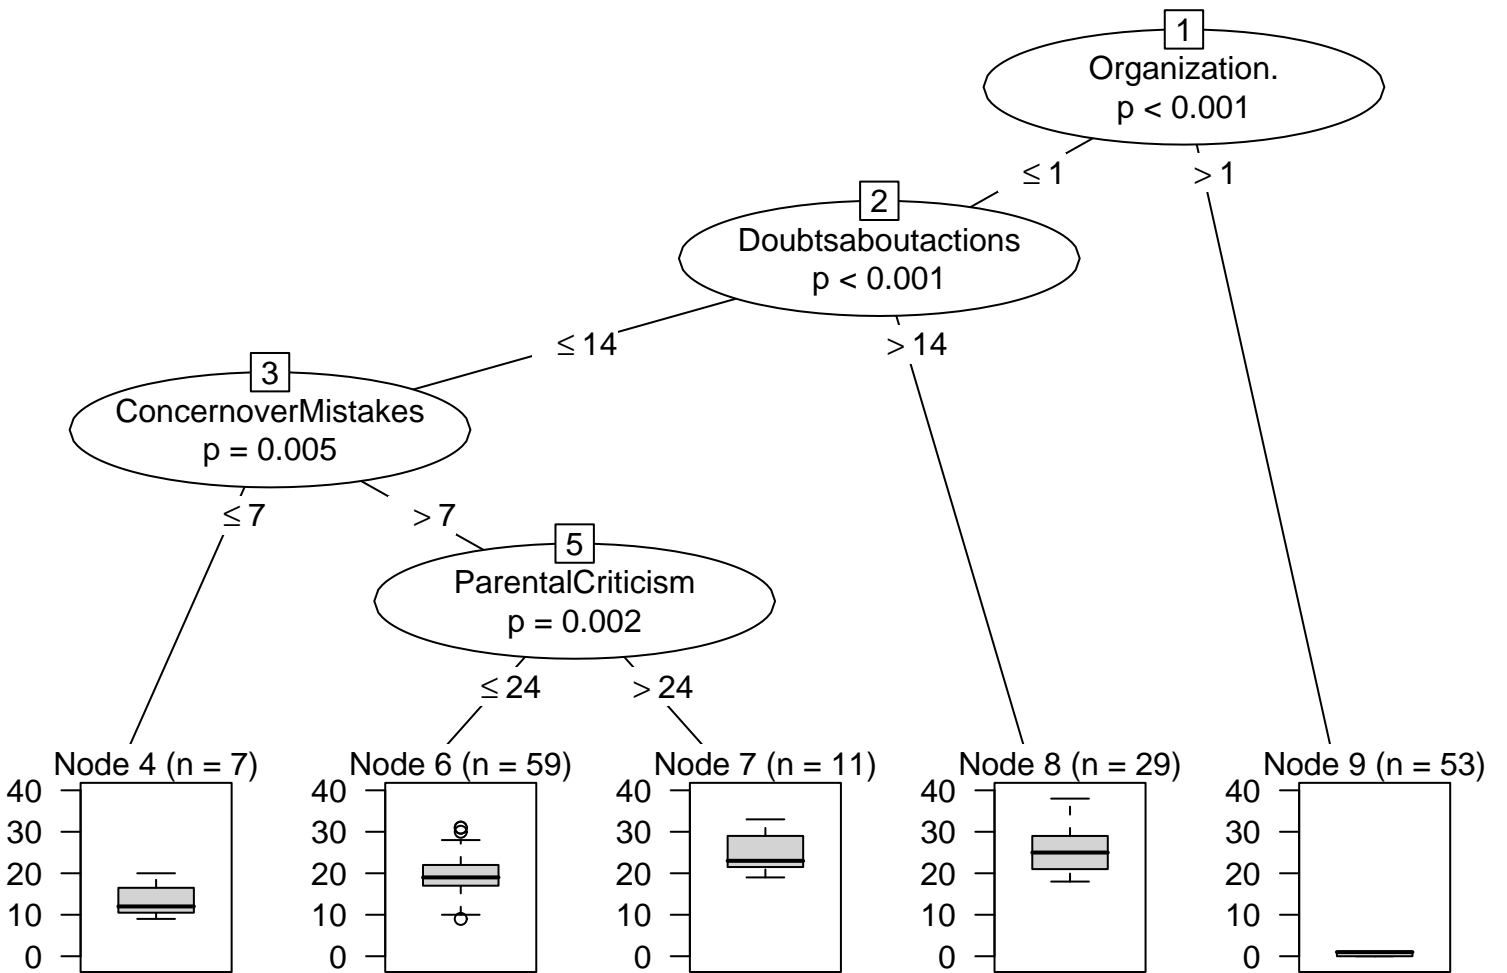 1
Organization.
p < 0.001
≤ 1
> 1
2
Doubtsaboutactions
p < 0.001
≤ 14
> 14
3
ConcernoverMistakes
p = 0.005
≤ 7
> 7
5
ParentalCriticism
p = 0.002
≤ 24
> 24
Node 4 (n = 7)
40
30
20
10
0
Node 6 (n = 59)
40
30
20
10
0
Node 7 (n = 11)
40
30
20
10
0
Node 8 (n = 29)
40
30
20
10
0
Node 9 (n = 53)
40
30
20
10
0